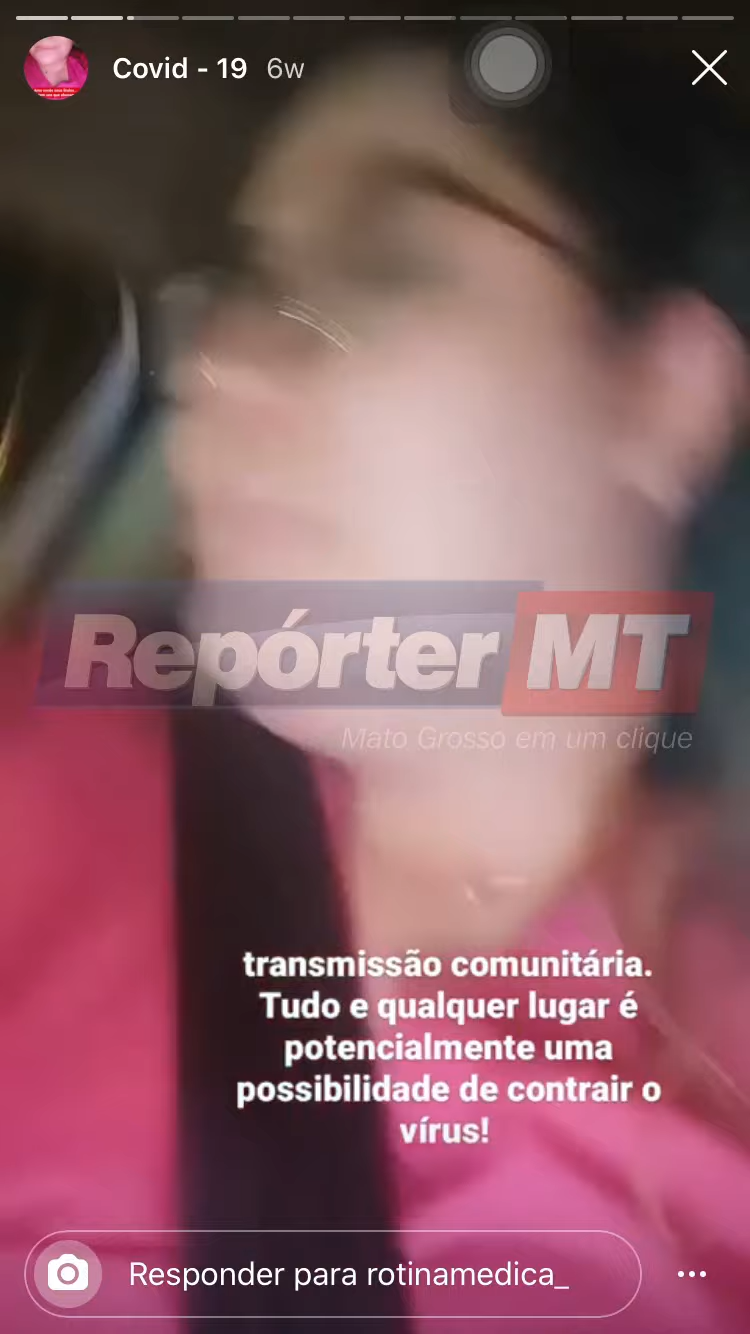 Covid - 19 6w
Repórter MT
Mato Grosso em um clique
transmissão comunitária.
Tudo e qualquer lugar é
potencialmente uma
possibilidade de contrair o
vírus!
Responder para rotinamedica_